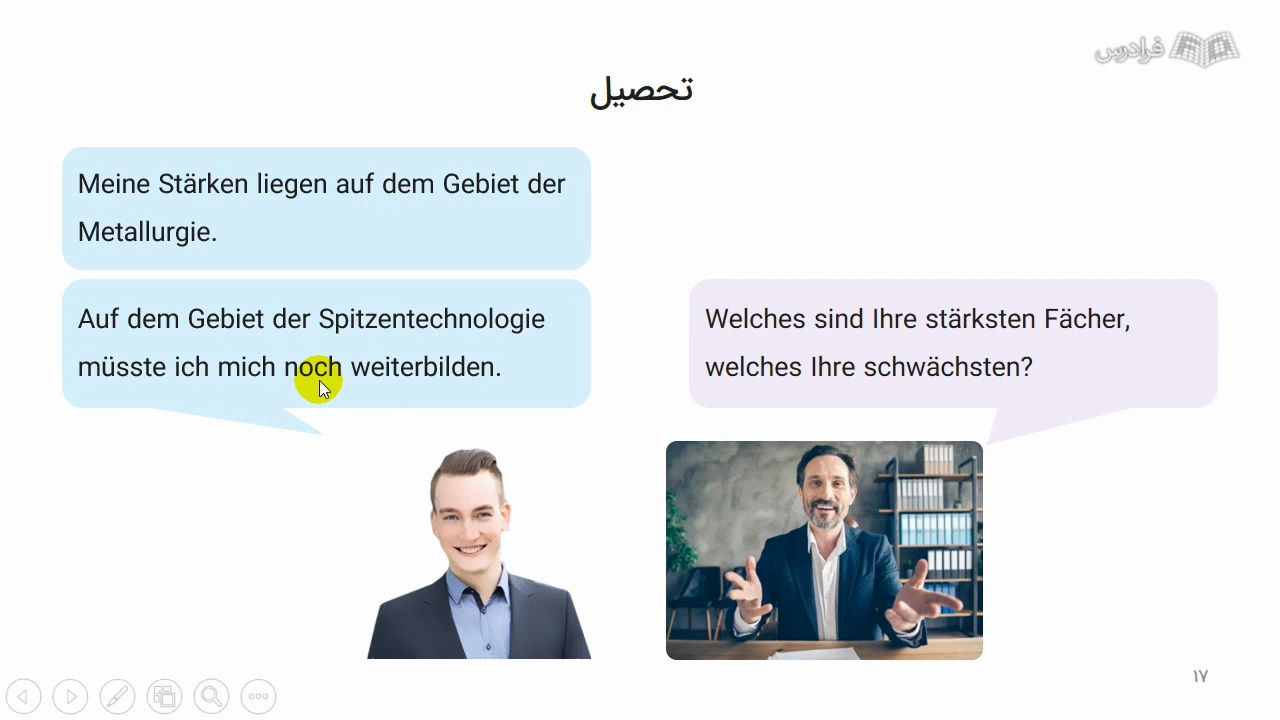 فرادرس
تحصیل
Meine Stärken liegen auf dem Gebiet der
Metallurgie.
Auf dem Gebiet der Spitzentechnologie
müsste ich mich noch weiterbilden.
Welches sind Ihre stärksten Fächer,
welches Ihre schwächsten?
۱۷